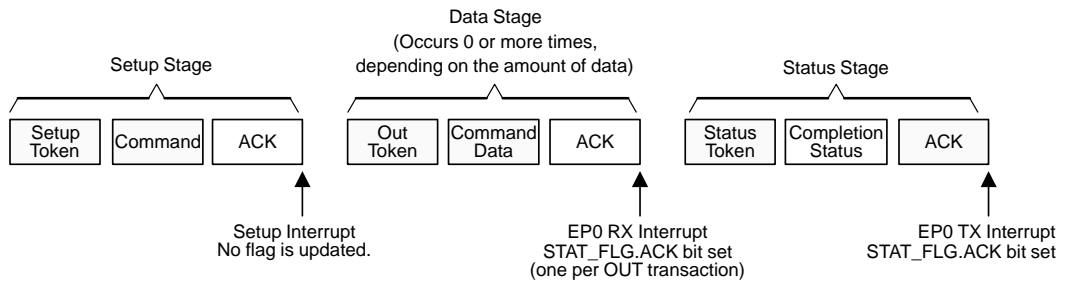 Data Stage
(Occurs 0 or more times,
depending on the amount of data)
Setup Stage
Status Stage
Setup
Token
Command
ACK
Out
Token
Command
Data
ACK
Status
Token
Completion
Status
ACK
Setup Interrupt
No flag is updated.
EP0 RX Interrupt
STAT_FLG.ACK bit set
(one per OUT transaction)
EP0 TX Interrupt
STAT_FLG.ACK bit set